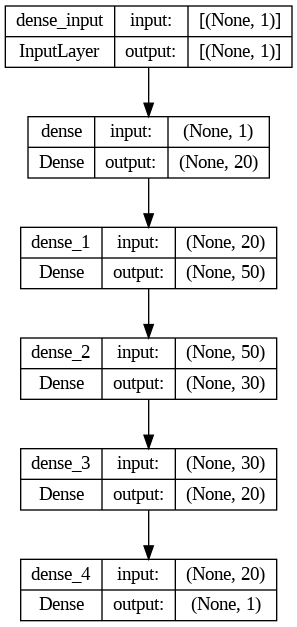 dense_input input: [(None, 1)]
InputLayer output: [(None, 1)]
dense input: (None, 1)
Dense output: (None, 20)
dense_1 input: (None, 20)
Dense output: (None, 50)
dense_2 input: (None, 50)
Dense output: (None, 30)
dense_3 input: (None, 30)
Dense output: (None, 20)
dense_4 input: (None, 20)
Dense output: (None, 1)